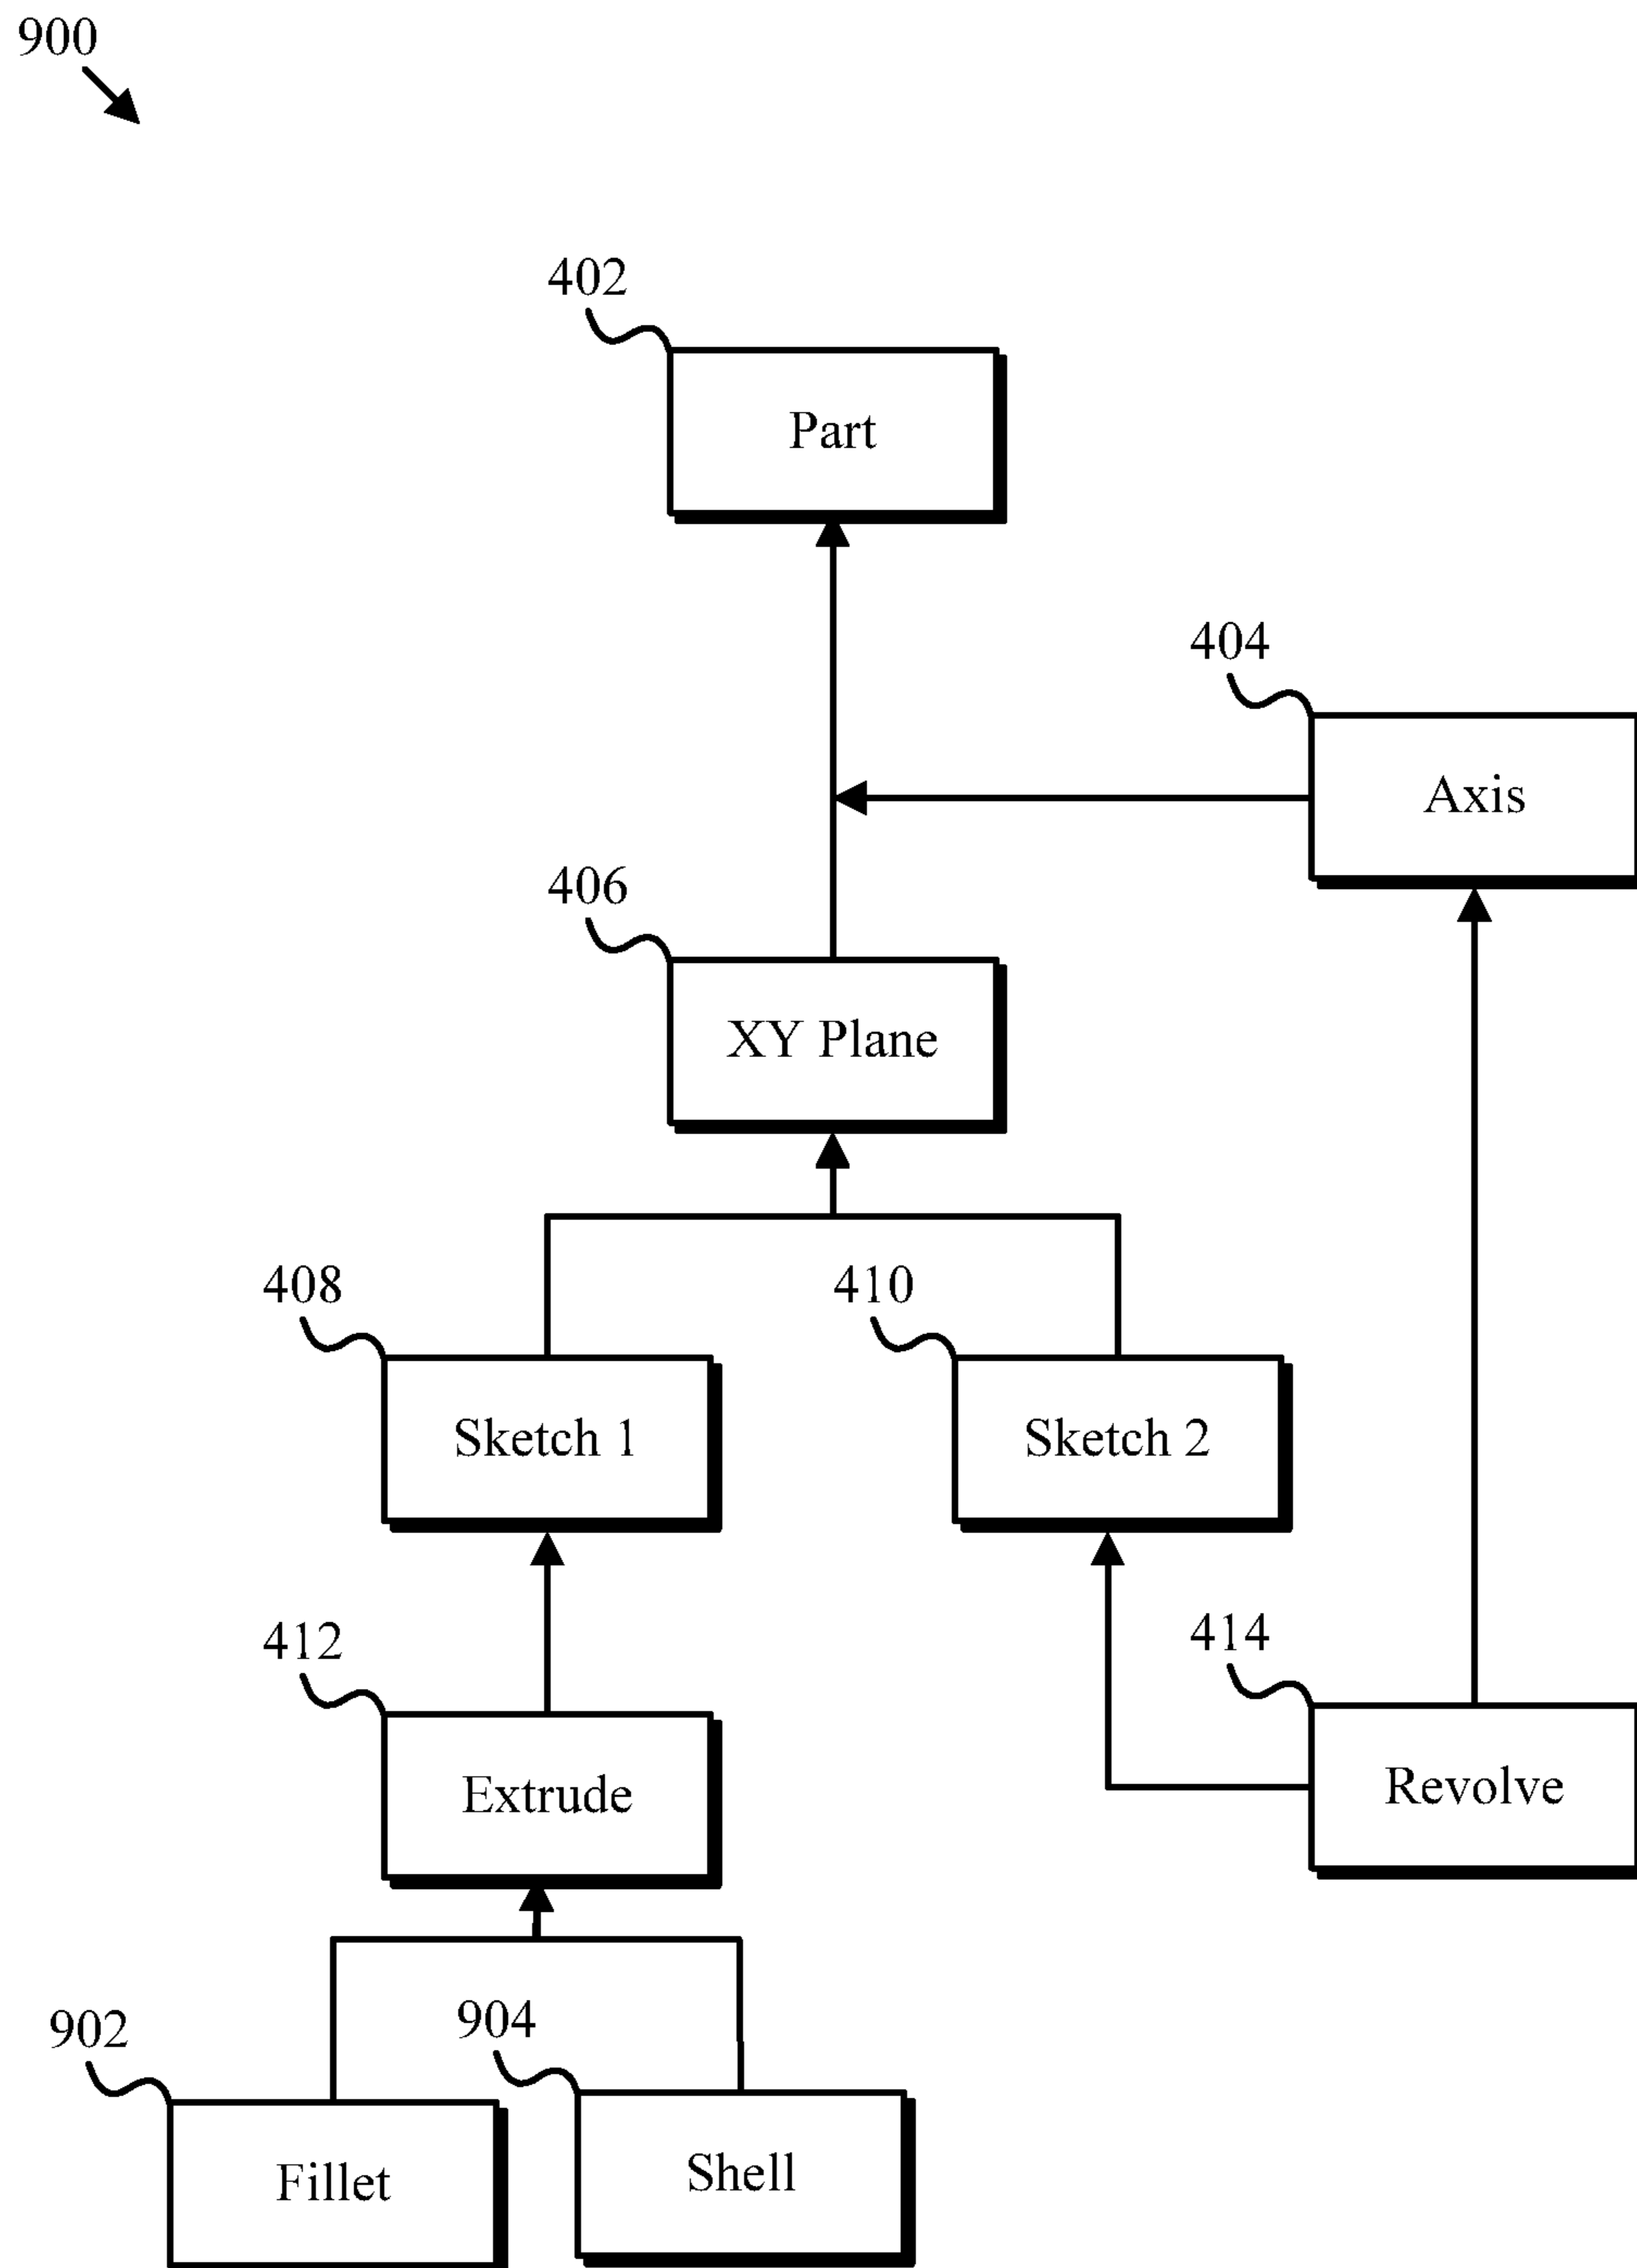 900
402
Part
404
Axis
406
XY Plane
408
410
Sketch 1
Sketch 2
412
414
Extrude
Revolve
902
904
Fillet
Shell